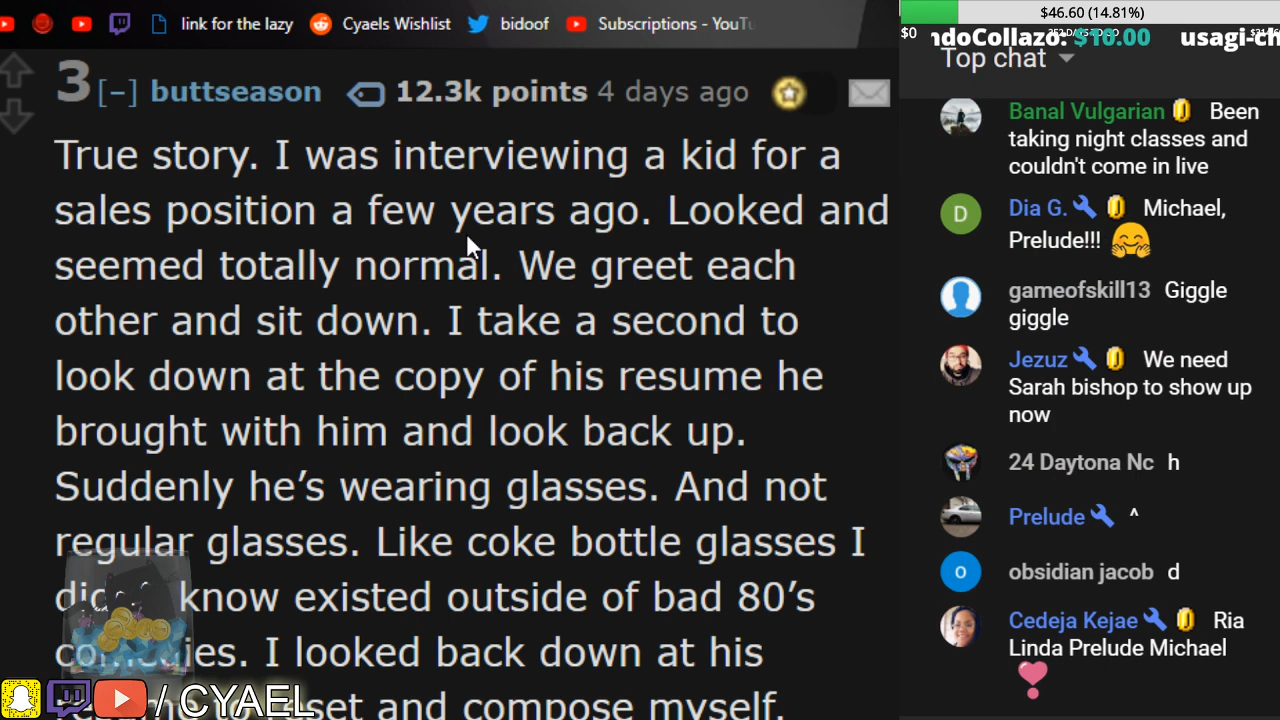 link for the lazy
Cyaels Wishlist
bidoof
Subscriptions - YouTu
3 [–] buttseason 12.3k points 4 days ago
True story. I was interviewing a kid for a
sales position a few years ago. Looked and
seemed totally normal. We greet each
other and sit down. I take a second to
look down at the copy of his resume he
brought with him and look back up.
Suddenly he’s wearing glasses. And not
regular glasses. Like coke bottle glasses I
know existed outside of bad 80’s
I looked back down at his
reset and compose myself.
/ CYAEL
$46.60 (14.81%)
$0
ndoCollazo: $10.00 usagi-ch
Top chat
Banal Vulgarian Been
taking night classes and
couldn't come in live
D
Dia G. Michael,
Prelude!!! 🤗
gameofskill13 Giggle
giggle
Jezuz We need
Sarah bishop to show up
now
24 Daytona Nc h
Prelude ^
o
obsidian jacob d
Cedeja Kejae Ria
Linda Prelude Michael
❣